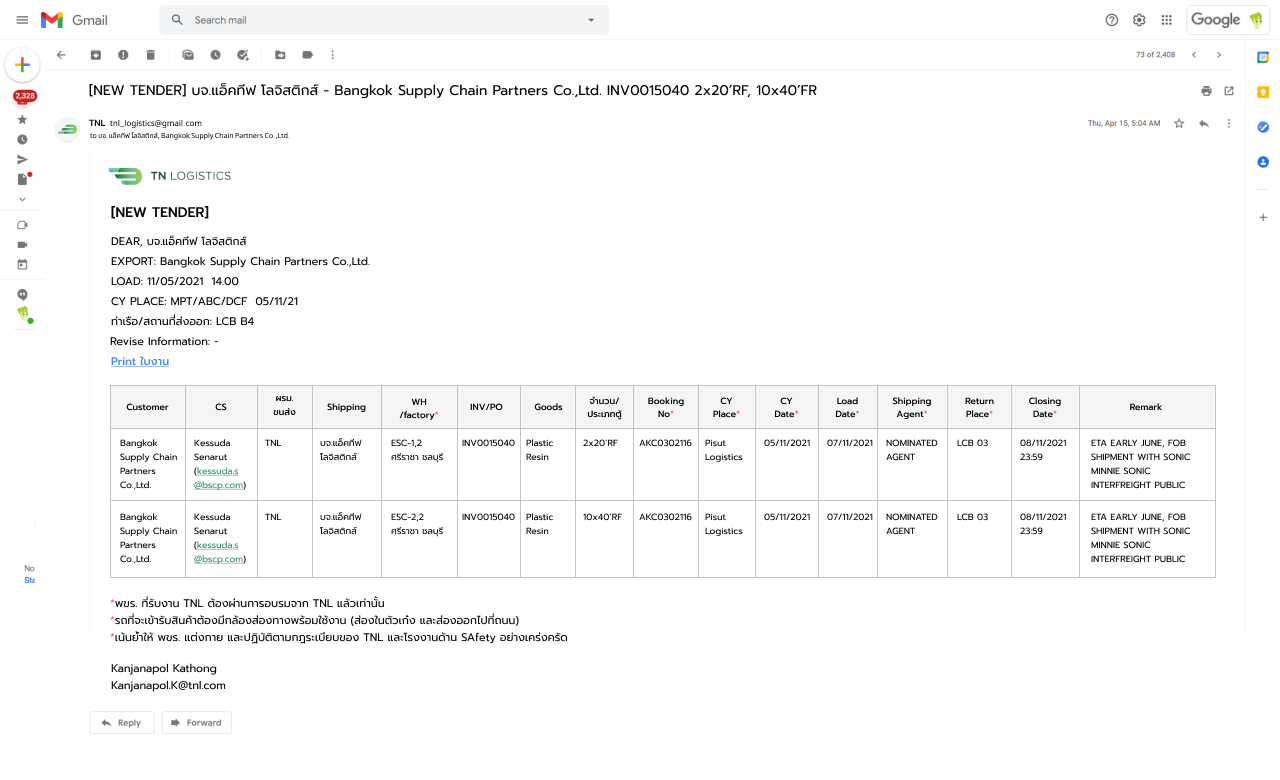 Gmail
Search mail
Google
73 of 2,408
2,328
[NEW TENDER] บจ.แอ็คทีฟ โลจิสติกส์ - Bangkok Supply Chain Partners Co.,Ltd. INV0015040 2x20’RF, 10x40’FR
TNL tnl_logistics@gmail.com
Thu, Apr 15, 5:04 AM
to บจ. แอ็คทีฟ โลจิสติกส์, Bangkok Supply Chain Partners Co.,Ltd.
TN LOGISTICS
[NEW TENDER]
DEAR, บจ.แอ็คทีฟ โลจิสติกส์
EXPORT: Bangkok Supply Chain Partners Co.,Ltd.
LOAD: 11/05/2021 14.00
CY PLACE: MPT/ABC/DCF 05/11/21
ท่าเรือ/สถานที่ส่งออก: LCB B4
Revise Information: -
Print ใบงาน
Customer CS ผรม. ขนส่ง Shipping WH /factory* INV/PO Goods จำนวน/ ประเภทตู้ Booking No* CY Place* CY Date* Load Date* Shipping Agent* Return Place* Closing Date* Remark
Bangkok Kessuda TNL บจ.แอ็คทีฟ ESC-1,2 INV0015040 Plastic 2x20’RF AKC0302116 Pisut 05/11/2021 07/11/2021 NOMINATED LCB 03 08/11/2021 ETA EARLY JUNE, FOB
Supply Chain Senarut โลจิสติกส์ ศรีราชา ชลบุรี Resin Logistics AGENT 23:59 SHIPMENT WITH SONIC
Partners (kessuda.s MINNIE SONIC
Co.,Ltd. @bscp.com) INTERFREIGHT PUBLIC
Bangkok Kessuda TNL บจ.แอ็คทีฟ ESC-2,2 INV0015040 Plastic 10x40’RF AKC0302116 Pisut 05/11/2021 07/11/2021 NOMINATED LCB 03 08/11/2021 ETA EARLY JUNE, FOB
Supply Chain Senarut โลจิสติกส์ ศรีราชา ชลบุรี Resin Logistics AGENT 23:59 SHIPMENT WITH SONIC
Partners (kessuda.s MINNIE SONIC
Co.,Ltd. @bscp.com) INTERFREIGHT PUBLIC
No
Sta
*พขร. ที่รับงาน TNL ต้องผ่านการอบรมจาก TNL แล้วเท่านั้น
*รถที่จะเข้ารับสินค้าต้องมีกล้องส่องทางพร้อมใช้งาน (ส่องในตัวเก๋ง และส่องออกไปที่ถนน)
*เน้นย้ำให้ พขร. แต่งกาย และปฏิบัติตามกฎระเบียบของ TNL และโรงงานด้าน SAfety อย่างเคร่งครัด
Kanjanapol Kathong
Kanjanapol.K@tnl.com
Reply
Forward